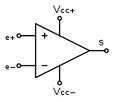 Vcc+
e+
+
S
e-
-
Vcc-